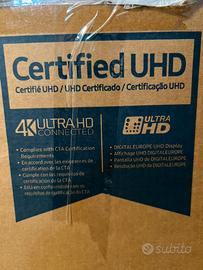 Certified UHD
Certifié UHD / UHD Certificado / Certificação UHD
4K ULTRA HD
CONNECTED
• Complies with CTA Certification
Requirements
• En accord avec les exigences de
certification de la CTA
• Cumple con las requisitos de
certificación de la CTA
• Está em conformidade com os
requisitos de certificação da CTA
ULTRA
HD
• DIGITALEUROPE UHD Display
• Affichage UHD DIGITALEUROPE
• Pantalla UHD de DIGITALEUROPE
• Resolução UHD da DIGITALEUROPE
subito